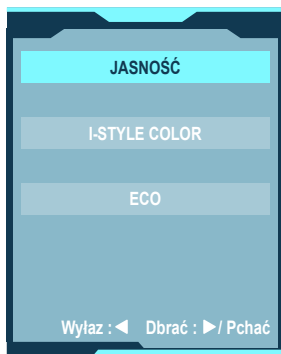 JASNOŚĆ
I-STYLE COLOR
ECO
Wyłaz :◀ Dbrać : ▶/ Pchać